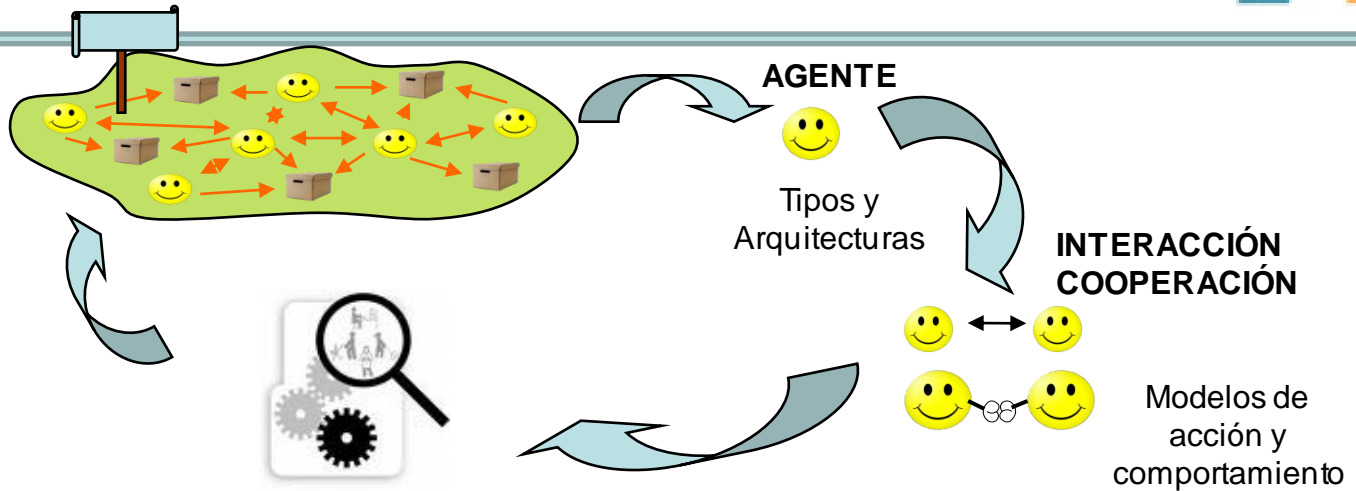 AGENTE
Tipos y
Arquitecturas
INTERACCIÓN
COOPERACIÓN
Modelos de
acción y
comportamiento